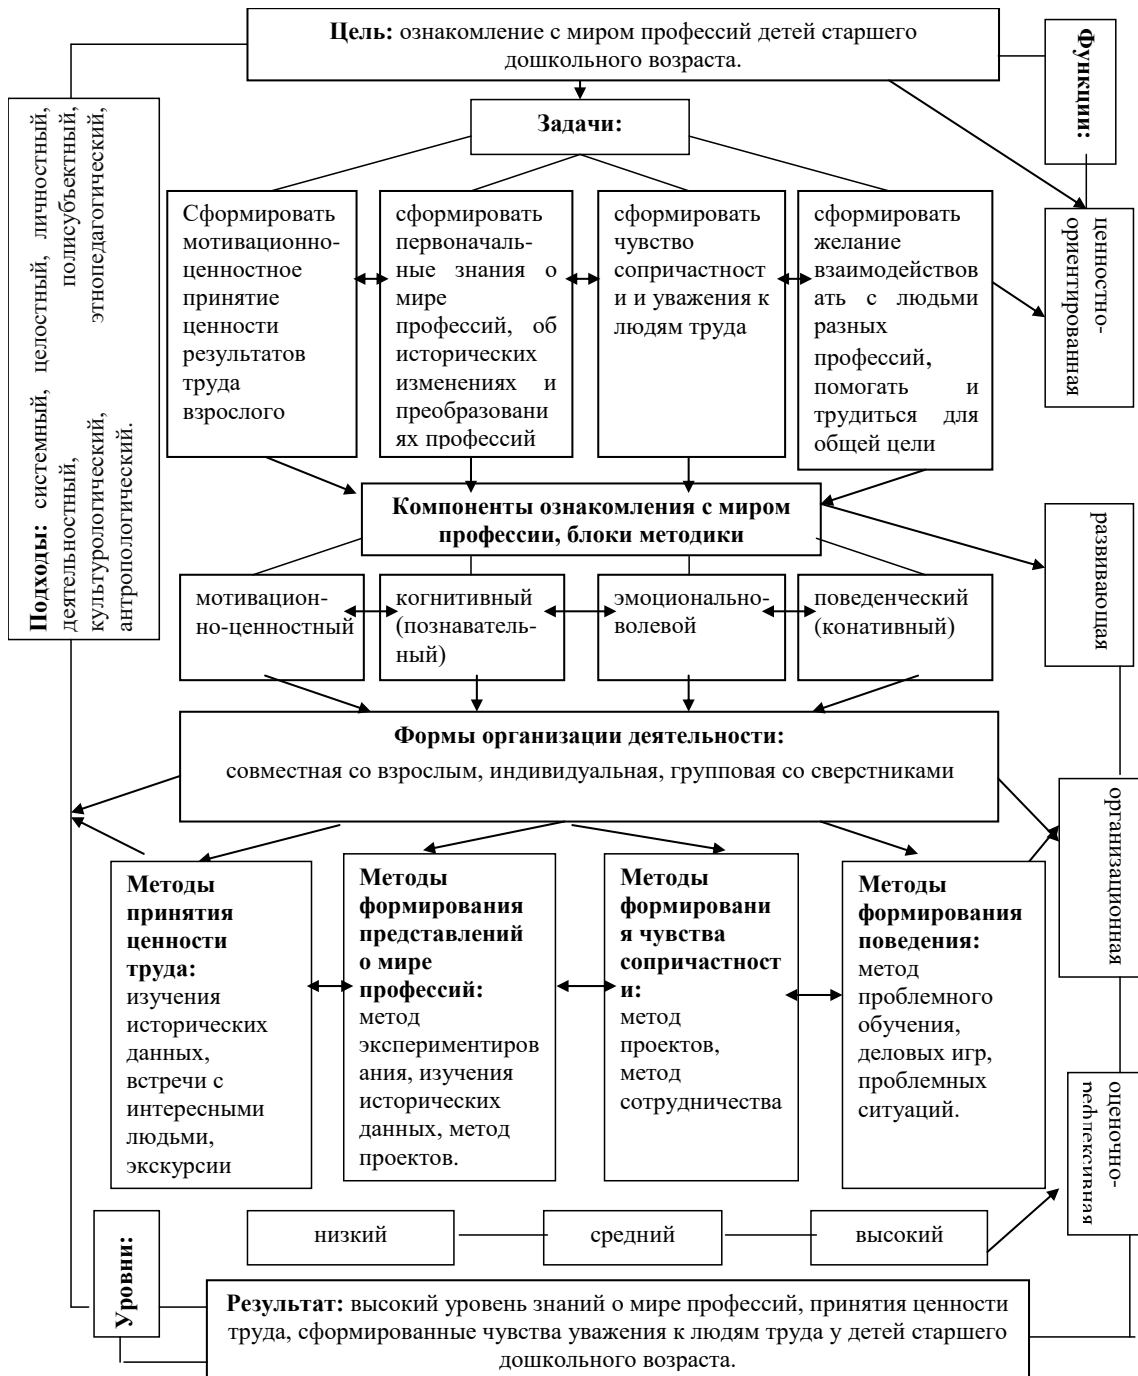 Цель: ознакомление с миром профессий детей старшего
дошкольного возраста.
Функции:
Подходы: системный, целостный, личностный,
деятельностный, полисубъектный,
культурологический, этнопедагогический,
антропологический.
Задачи:
Сформировать
мотивационно-
ценностное
принятие
ценности
результатов
труда
взрослого
сформировать
первоначаль-
ные знания о
мире
профессий, об
исторических
изменениях и
преобразовани
ях профессий
сформировать
чувство
сопричастност
и и уважения к
людям труда
сформировать
желание
взаимодействов
ать с людьми
разных
профессий,
помогать и
трудиться для
общей цели
ценностно-
ориентированная
Компоненты ознакомления с миром
профессии, блоки методики
развивающая
мотивацион-
но-ценностный
когнитивный
(познаватель-
ный)
эмоционально-
волевой
поведенческий
(конативный)
Формы организации деятельности:
совместная со взрослым, индивидуальная, групповая со сверстниками
организационная
Методы
принятия
ценности
труда:
изучения
исторических
данных,
встречи с
интересными
людьми,
экскурсии
Методы
формирования
представлений
о мире
профессий:
метод
экспериментиров
ания, изучения
исторических
данных, метод
проектов.
Методы
формировани
я чувства
сопричастност
и:
метод
проектов,
метод
сотрудничества
Методы
формирования
поведения:
метод
проблемного
обучения,
деловых игр,
проблемных
ситуаций.
оценочно-
рефлексивная
Уровни:
низкий
средний
высокий
Результат: высокий уровень знаний о мире профессий, принятия ценности
труда, сформированные чувства уважения к людям труда у детей старшего
дошкольного возраста.